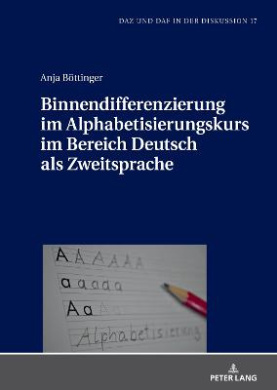 DAZ UND DAF IN DER DISKUSSION 17
Anja Böttinger
Binnendifferenzierung
im Alphabetisierungskurs
im Bereich Deutsch
als Zweitsprache
A A A A A A
a a a a a
A a
Alphabetisierung
PETER LANG